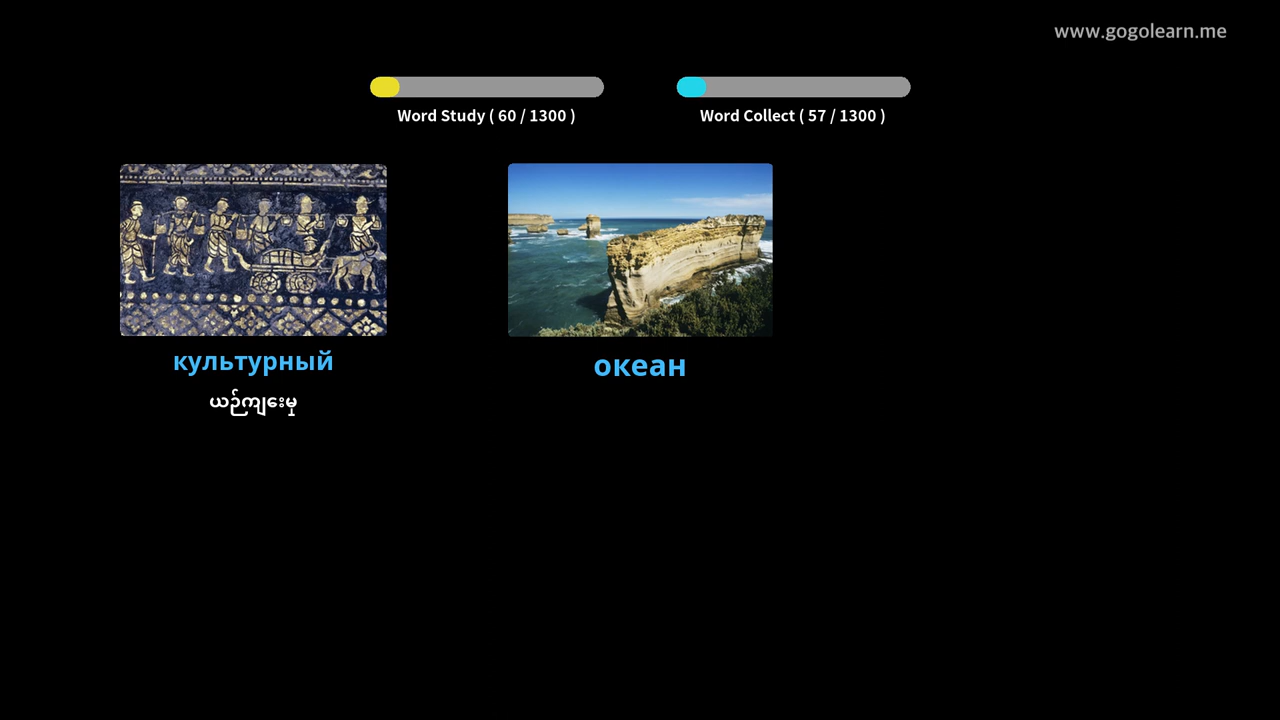 www.gogolearn.me
Word Study ( 60 / 1300 )
Word Collect ( 57 / 1300 )
культурный
ယဉ်ကျေးမှု
океан